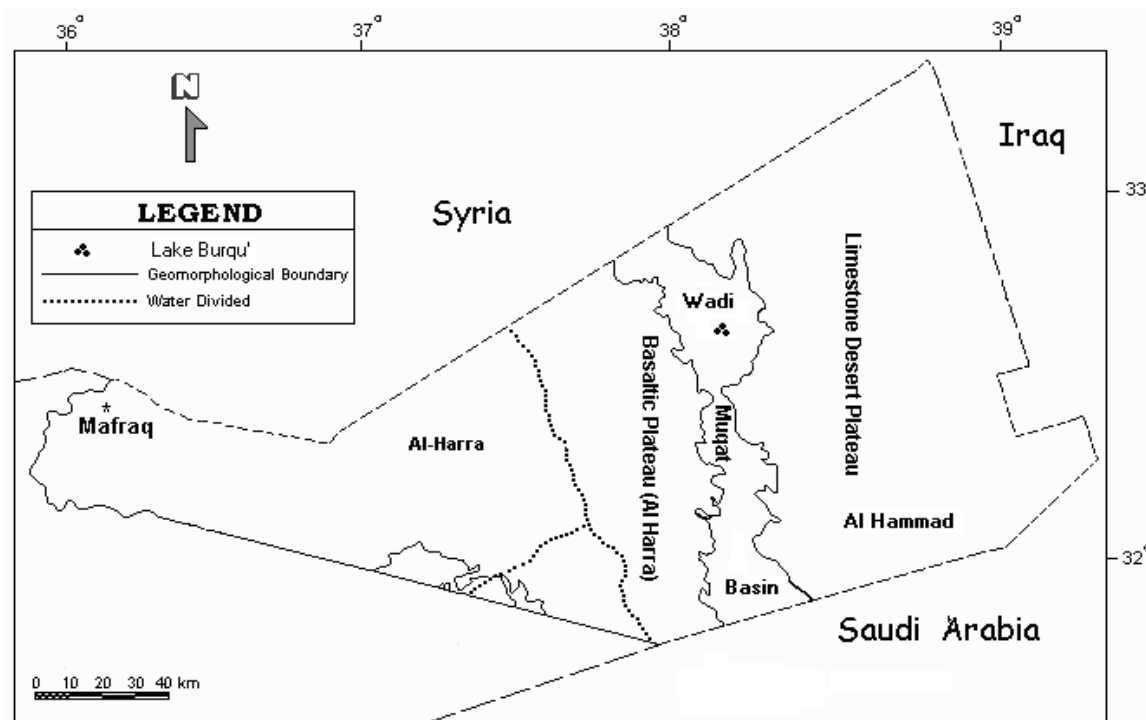 36°
37°
38°
39°
N
Iraq
33
Syria
LEGEND
Lake Burqu'
Geomorphological Boundary
Water Divided
Wadi
Limestone Desert Plateau
Basaltic Plateau (Al Harra)
Muqat
Mafraq
Al-Harra
Al Hammad
32°
Basin
Saudi Arabia
0 10 20 30 40 km